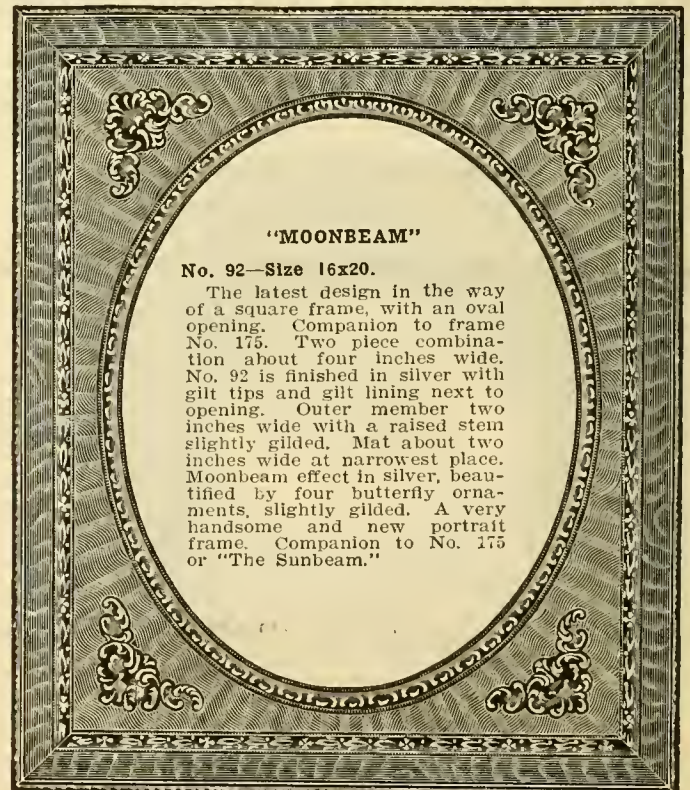 "MOONBEAM"
No. 92—Size 16x20.
The latest design in the way
of a square frame, with an oval
opening. Companion to frame
No. 175. Two piece combina-
tion about four inches wide.
No. 92 is finished in silver with
gilt tips and gilt lining next to
opening. Outer member two
inches wide with a raised stem
slightly gilded. Mat about two
inches wide at narrowest place.
Moonbeam effect in silver, beau-
tified by four butterfly orna-
ments, slightly gilded. A very
handsome and new portrait
frame. Companion to No. 175
or "The Sunbeam."